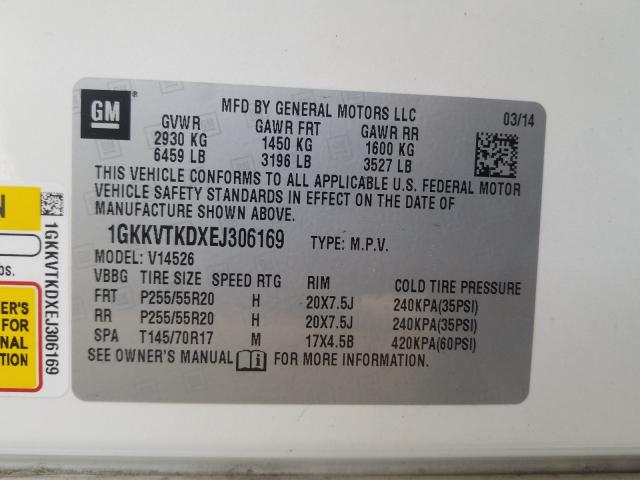 GM
MFD BY GENERAL MOTORS LLC
03/14
GVWR GAWR FRT GAWR RR
2930 KG 1450 KG 1600 KG
6459 LB 3196 LB 3527 LB
THIS VEHICLE CONFORMS TO ALL APPLICABLE U.S. FEDERAL MOTOR
VEHICLE SAFETY STANDARDS IN EFFECT ON THE DATE OF
MANUFACTURE SHOWN ABOVE.
1GKKVTKDXEJ306169 TYPE: M.P.V.
MODEL: V14526
VBBG TIRE SIZE SPEED RTG RIM COLD TIRE PRESSURE
FRT P255/55R20 H 20X7.5J 240KPA(35PSI)
RR P255/55R20 H 20X7.5J 240KPA(35PSI)
SPA T145/70R17 M 17X4.5B 420KPA(60PSI)
SEE OWNER'S MANUAL FOR MORE INFORMATION.
N
bs.
ER'S
FOR
NAL
N
1GKKVTKDXEJ306169